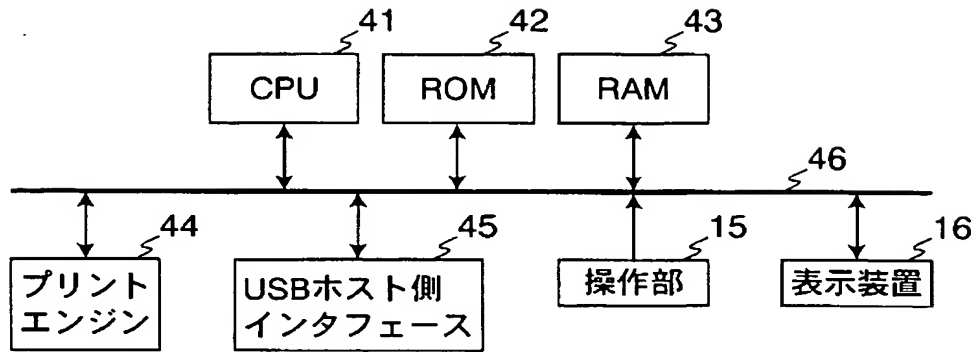 41
42
43
CPU
ROM
RAM
46
44
45
15
16
プリント
エンジン
USBホスト側
インタフェース
操作部
表示装置